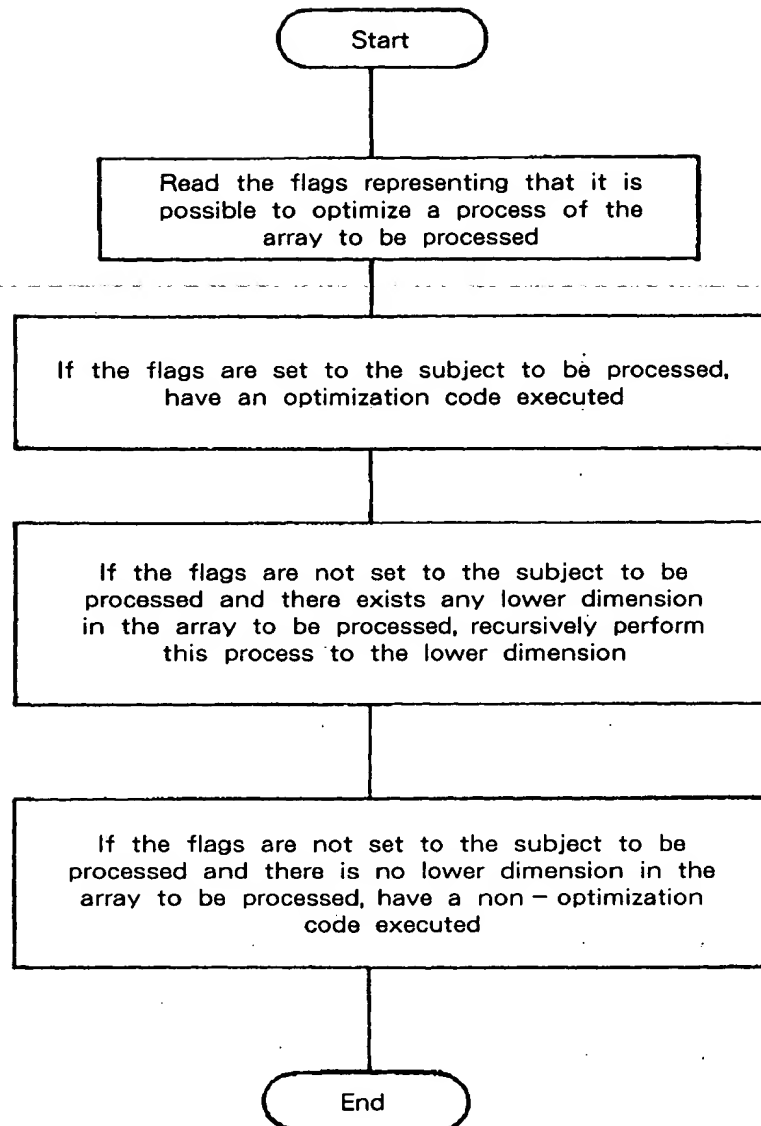 Start
Read the flags representing that it is
possible to optimize a process of the
array to be processed
If the flags are set to the subject to be processed,
have an optimization code executed
If the flags are not set to the subject to be
processed and there exists any lower dimension
in the array to be processed, recursively perform
this process to the lower dimension
If the flags are not set to the subject to be
processed and there is no lower dimension in the
array to be processed, have a non – optimization
code executed
End